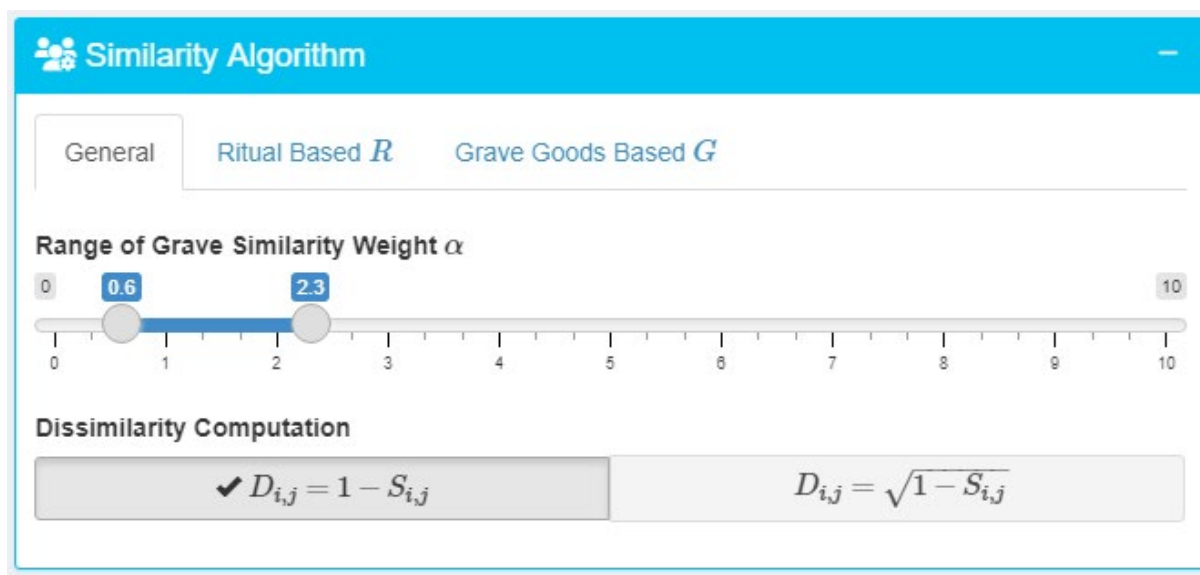 Similarity Algorithm
General Ritual Based R Grave Goods Based G
Range of Grave Similarity Weight α
0 0.6 2.3 10
0 1 2 3 4 5 6 7 8 9 10
Dissimilarity Computation
✔ D_{i,j} = 1 − S_{i,j} D_{i,j} = √(1 − S_{i,j})